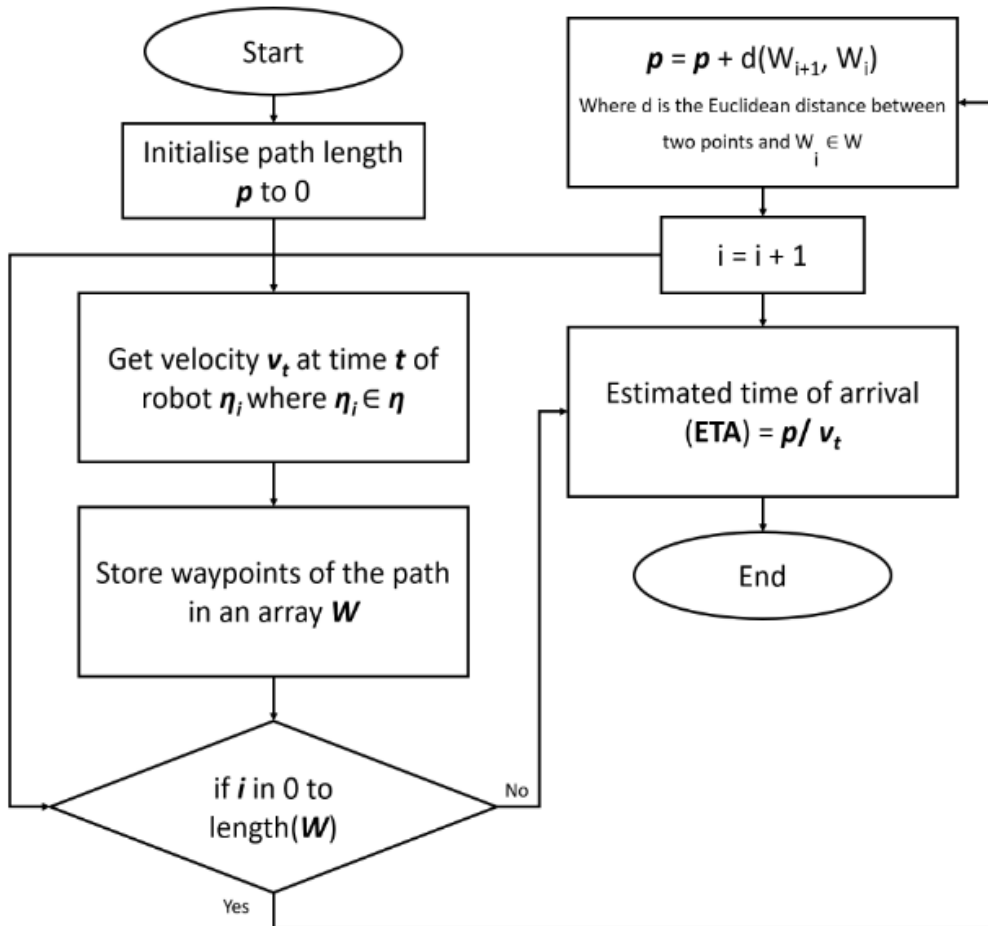 Start
Initialise path length
p to 0
Get velocity vₜ at time t of
robot ηᵢ where ηᵢ ∈ η
Store waypoints of the path
in an array W
if i in 0 to
length(W)
No
Yes
p = p + d(Wᵢ₊₁, Wᵢ)
Where d is the Euclidean distance between
two points and Wᵢ ∈ W
i = i + 1
Estimated time of arrival
(ETA) = p/ vₜ
End